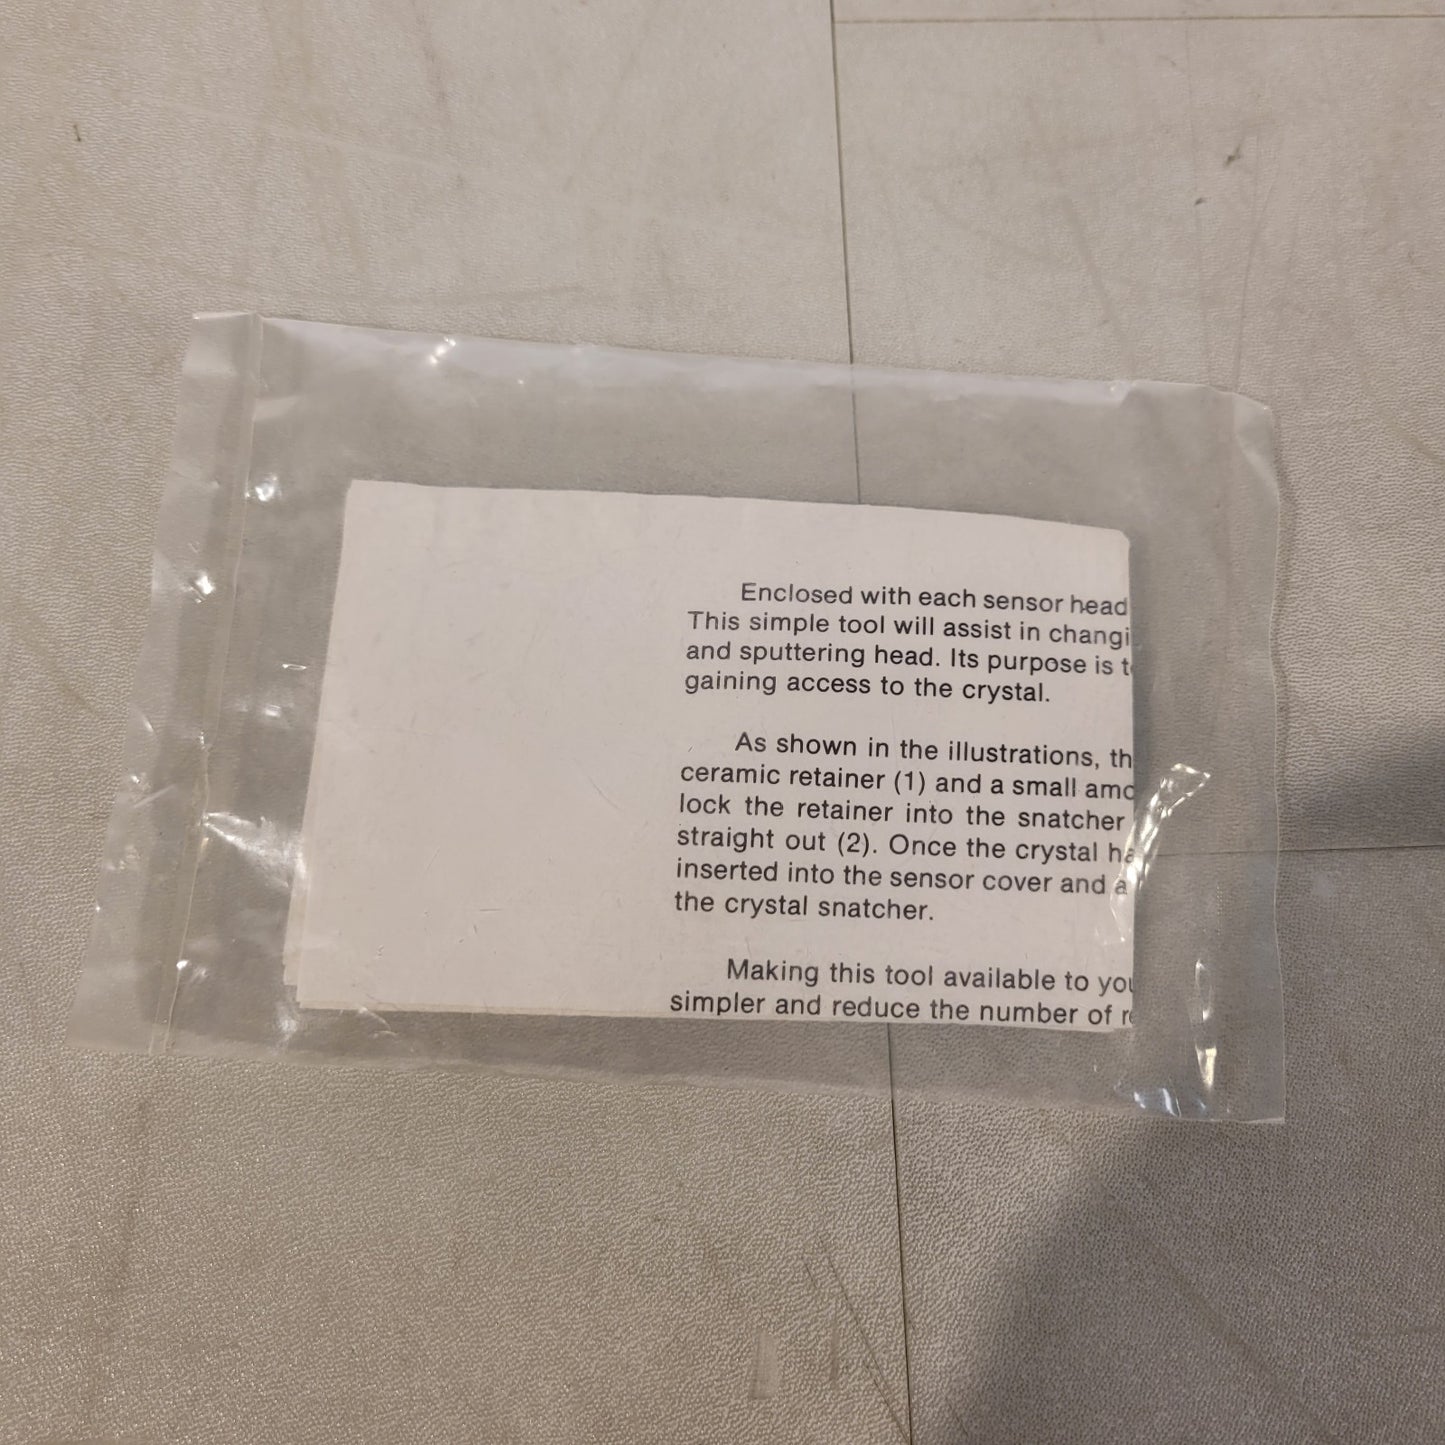 Enclosed with each sensor head
This simple tool will assist in changi
and sputtering head. Its purpose is t
gaining access to the crystal.
As shown in the illustrations, th
ceramic retainer (1) and a small amo
lock the retainer into the snatcher
straight out (2). Once the crystal ha
inserted into the sensor cover and a
the crystal snatcher.
Making this tool available to you
simpler and reduce the number of r